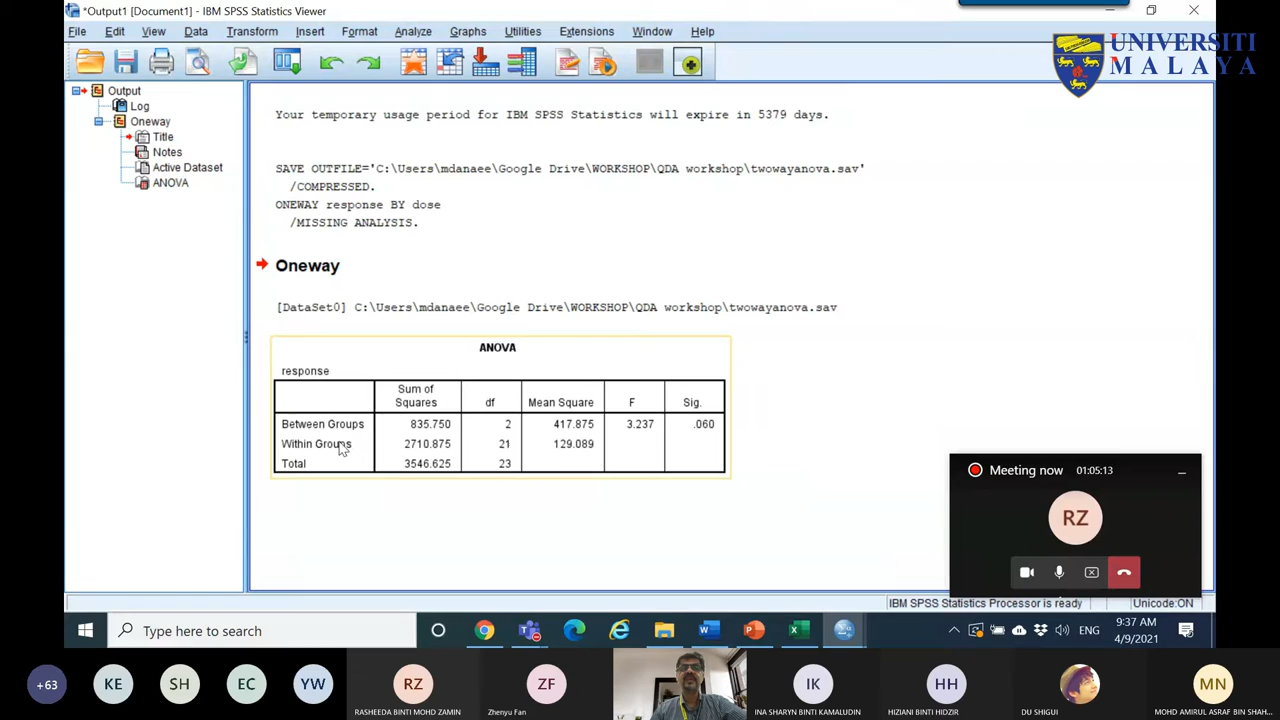 *Output1 [Document1] - IBM SPSS Statistics Viewer
File Edit View Data Transform Insert Format Analyze Graphs Utilities Extensions Window Help
UNIVERSITI
MALAYA
Output
Log
Oneway
Title
Notes
Active Dataset
ANOVA
Your temporary usage period for IBM SPSS Statistics will expire in 5379 days.
SAVE OUTFILE='C:\Users\mdanaee\Google Drive\WORKSHOP\QDA workshop\twowayanova.sav'
/COMPRESSED.
ONEWAY response BY dose
/MISSING ANALYSIS.
Oneway
[DataSet0] C:\Users\mdanaee\Google Drive\WORKSHOP\QDA workshop\twowayanova.sav
ANOVA
response
Sum of Squares df Mean Square F Sig.
Between Groups 835.750 2 417.875 3.237 .060
Within Groups 2710.875 21 129.089
Total 3546.625 23
Meeting now 01:05:13
RZ
IBM SPSS Statistics Processor is ready Unicode:ON
Type here to search
ENG
9:37 AM
4/9/2021
+63 KE SH EC YW RZ ZF IK HH MN
RASHEEDA BINTI MOHD ZAMIN Zhenyu Fan INA SHARYN BINTI KAMALUDIN HIZIANI BINTI HIDZIR DU SHIGUI MOHD AMIRUL ASRAF BIN SHAH...